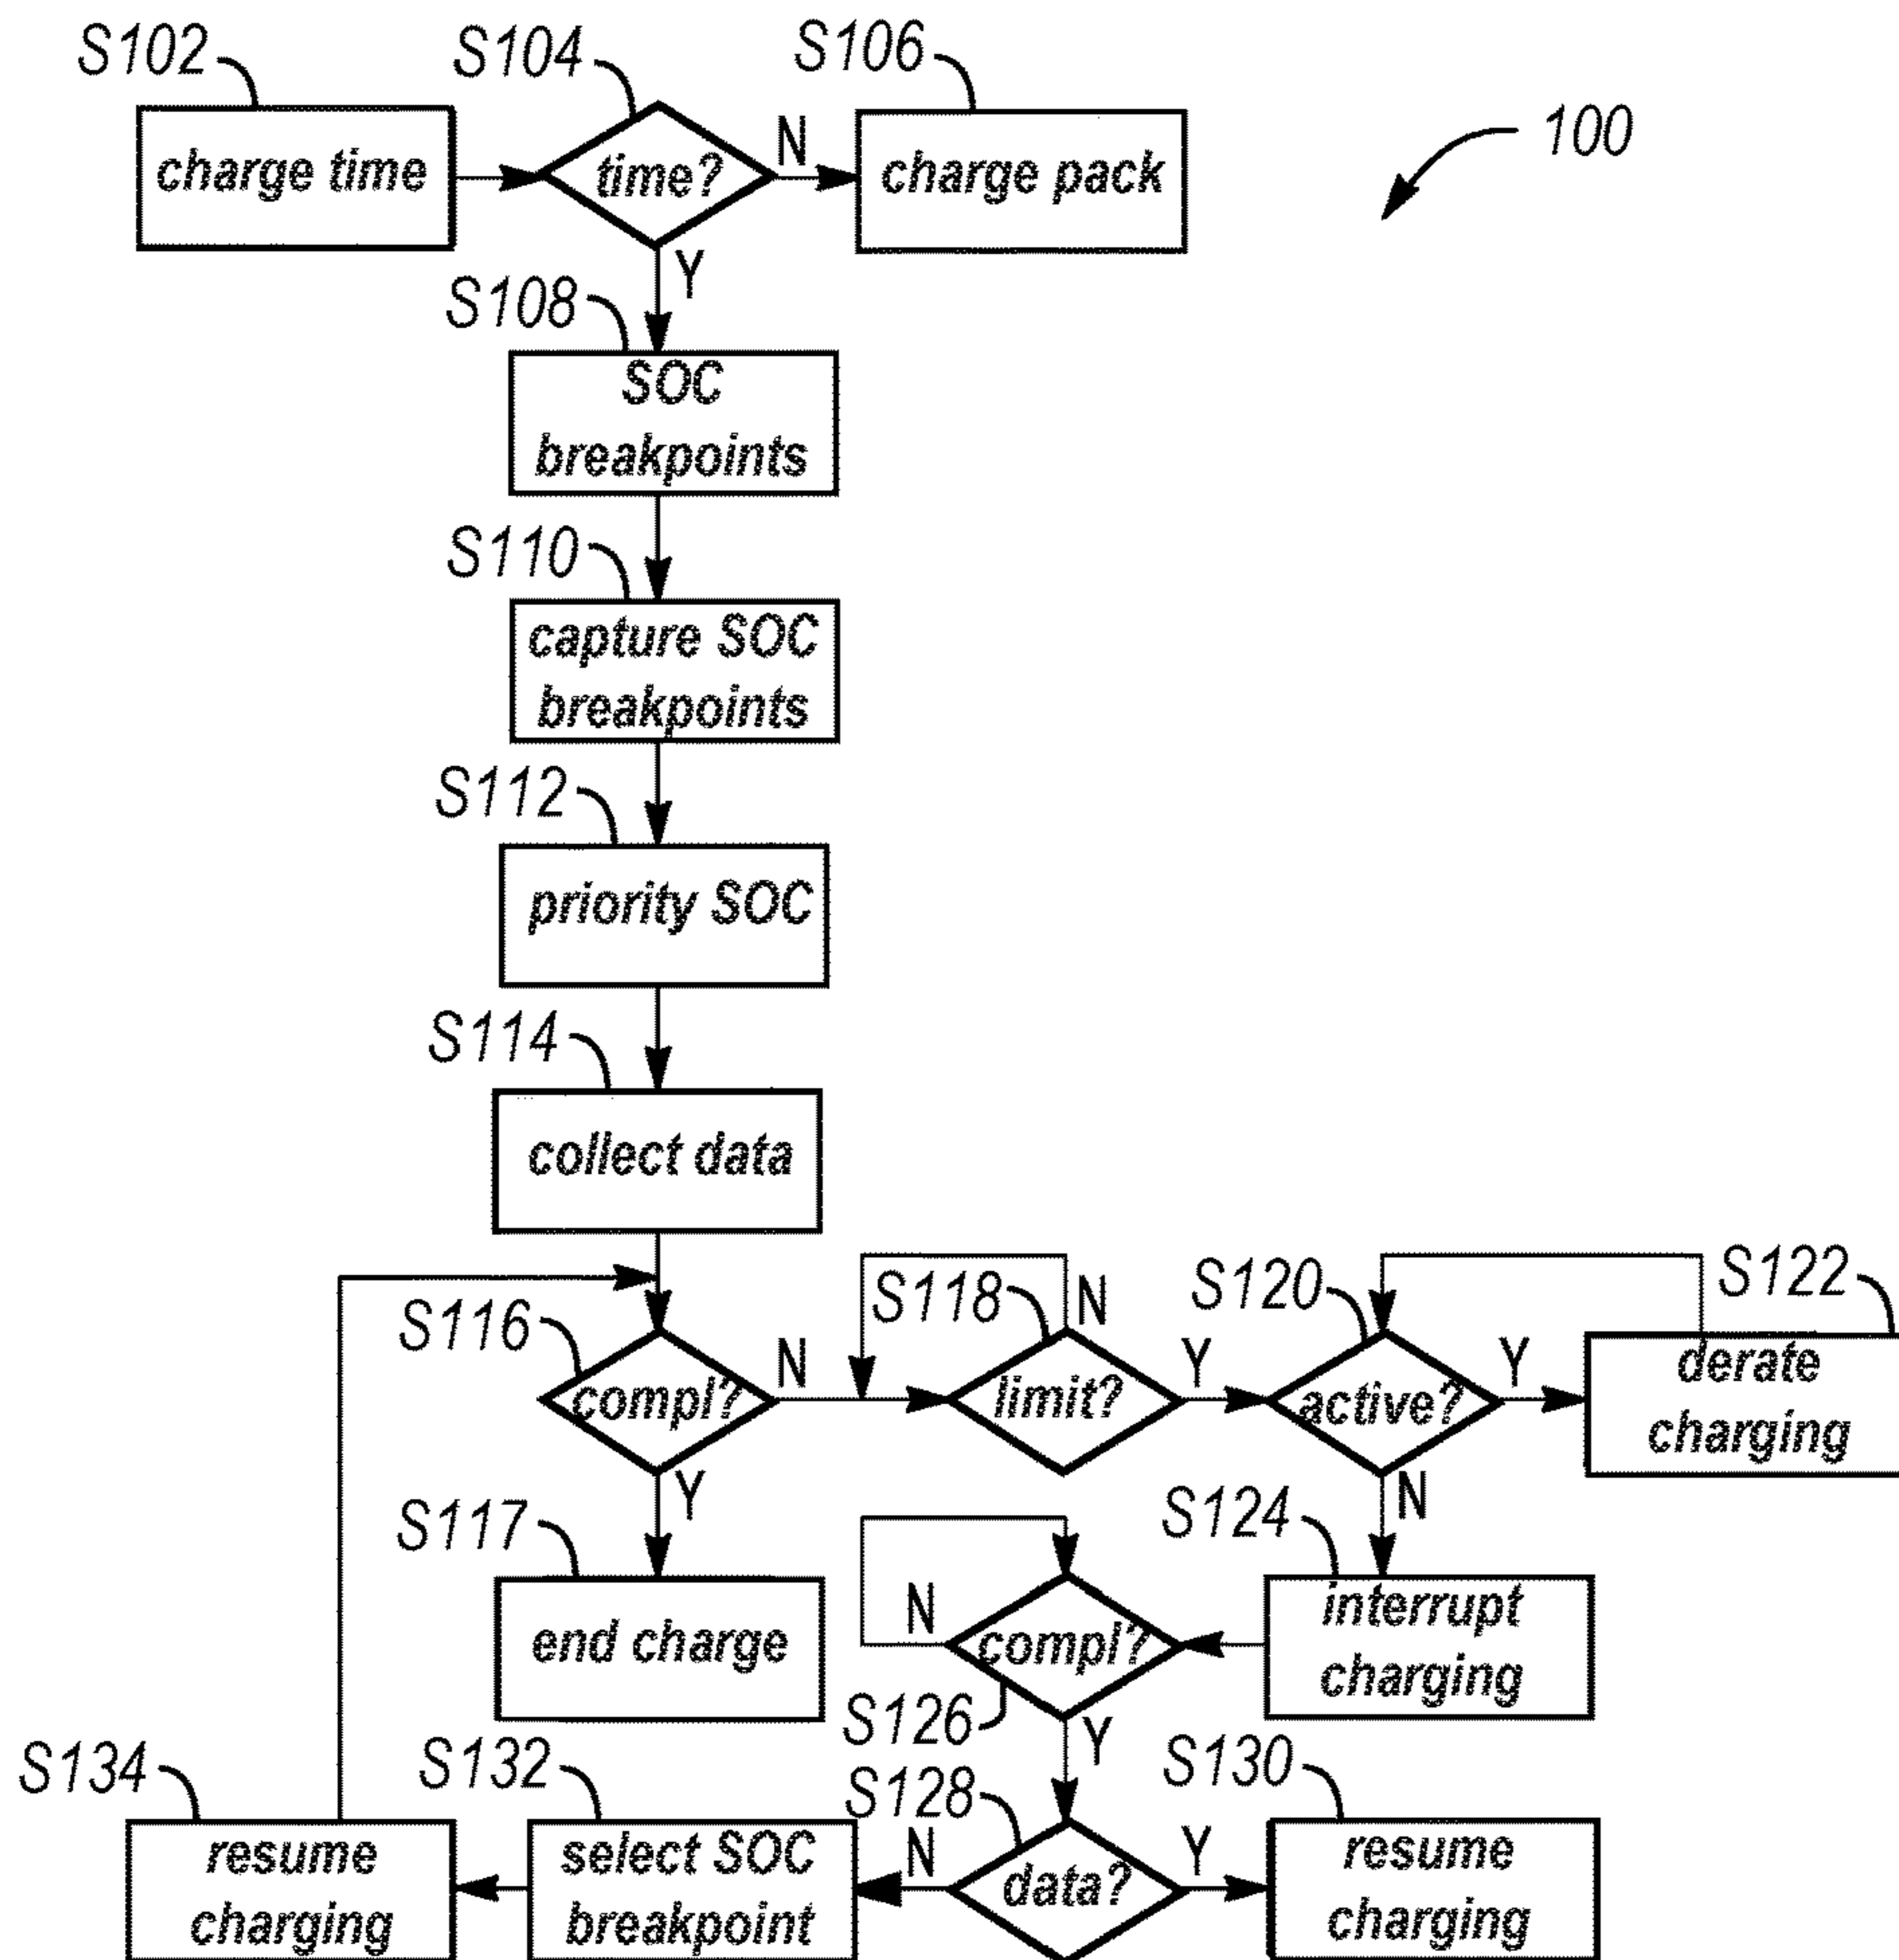 S102
S104
S106
100
charge time
time?
N
charge pack
Y
S108
SOC
breakpoints
S110
capture SOC
breakpoints
S112
priority SOC
S114
collect data
S116
S118
N
S120
S122
compl?
N
limit?
Y
active?
Y
derate
charging
Y
N
S117
S124
end charge
N
compl?
interrupt
charging
S126
Y
S134
S132
S128
S130
resume
charging
select SOC
breakpoint
N
data?
Y
resume
charging